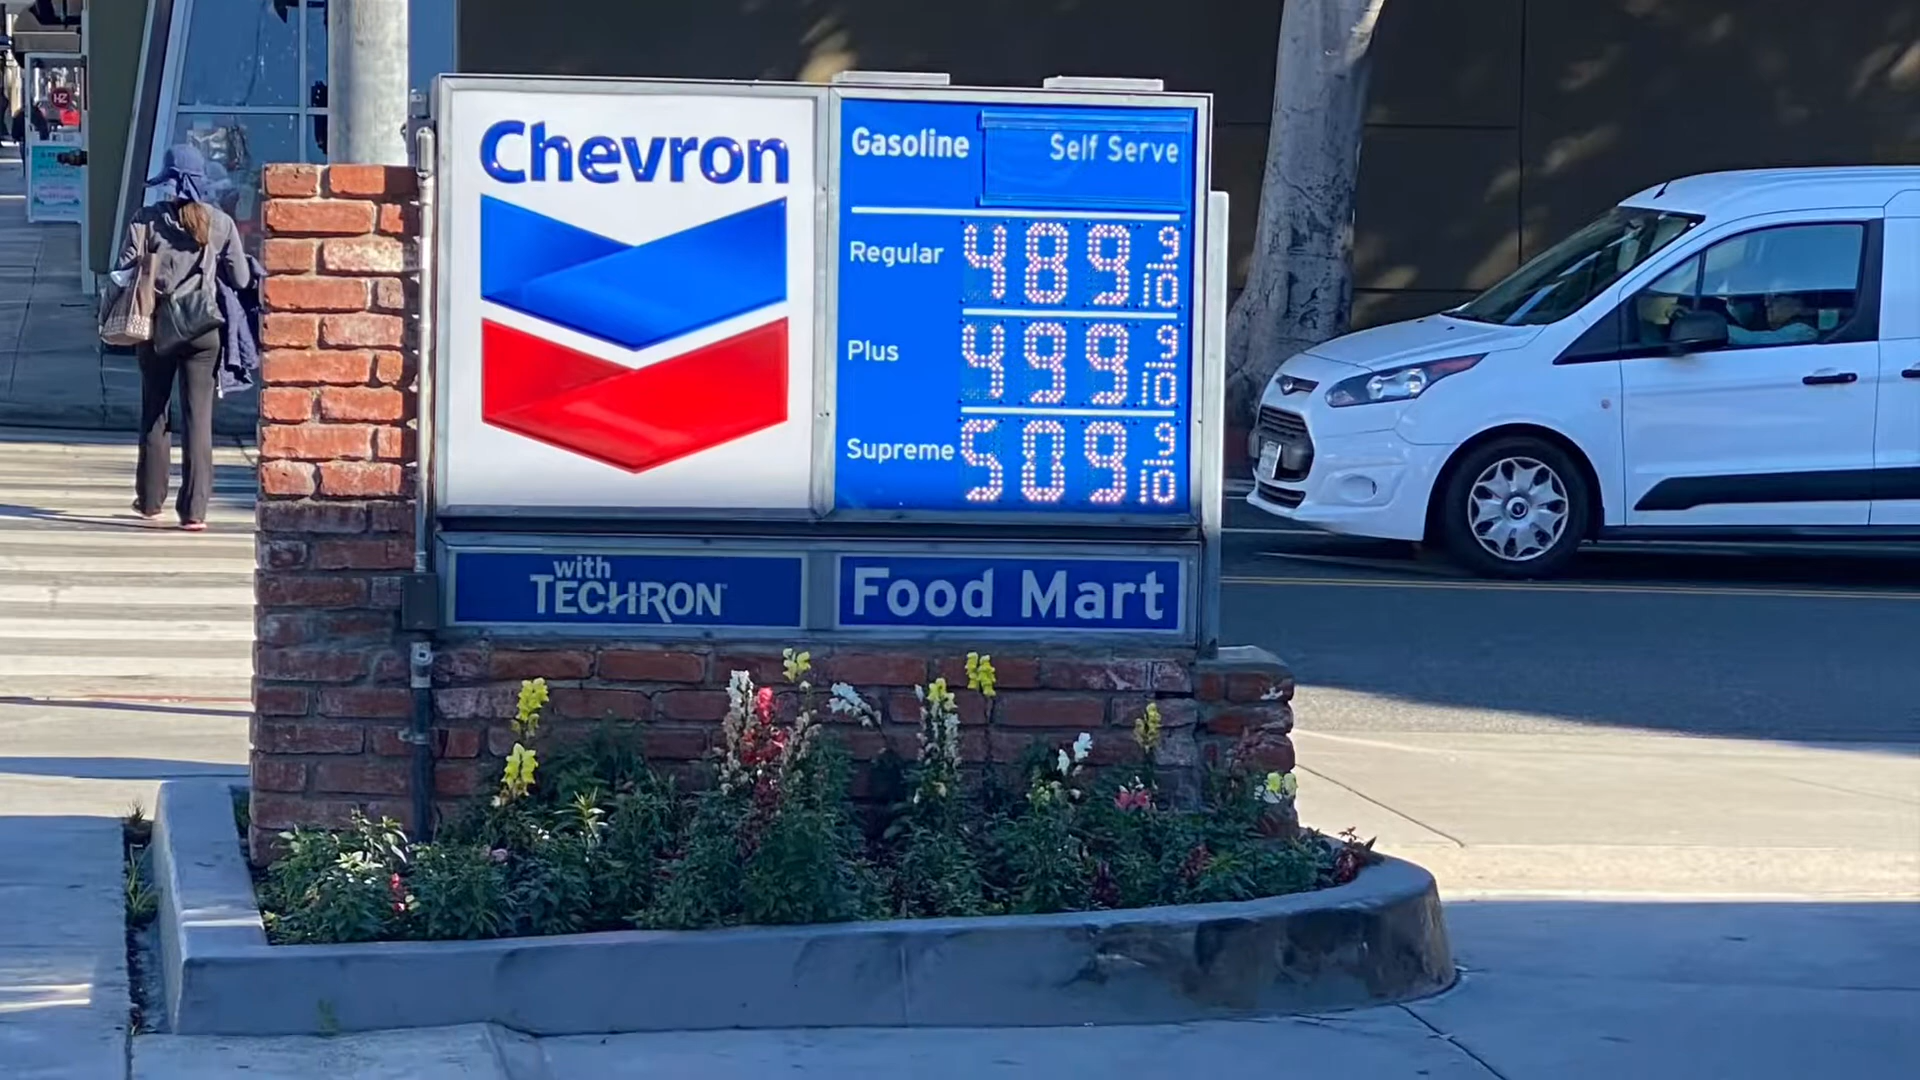 Chevron
Gasoline Self Serve
Regular 489 9/10
Plus 499 9/10
Supreme 509 9/10
with
TECHRON
Food Mart
HZ